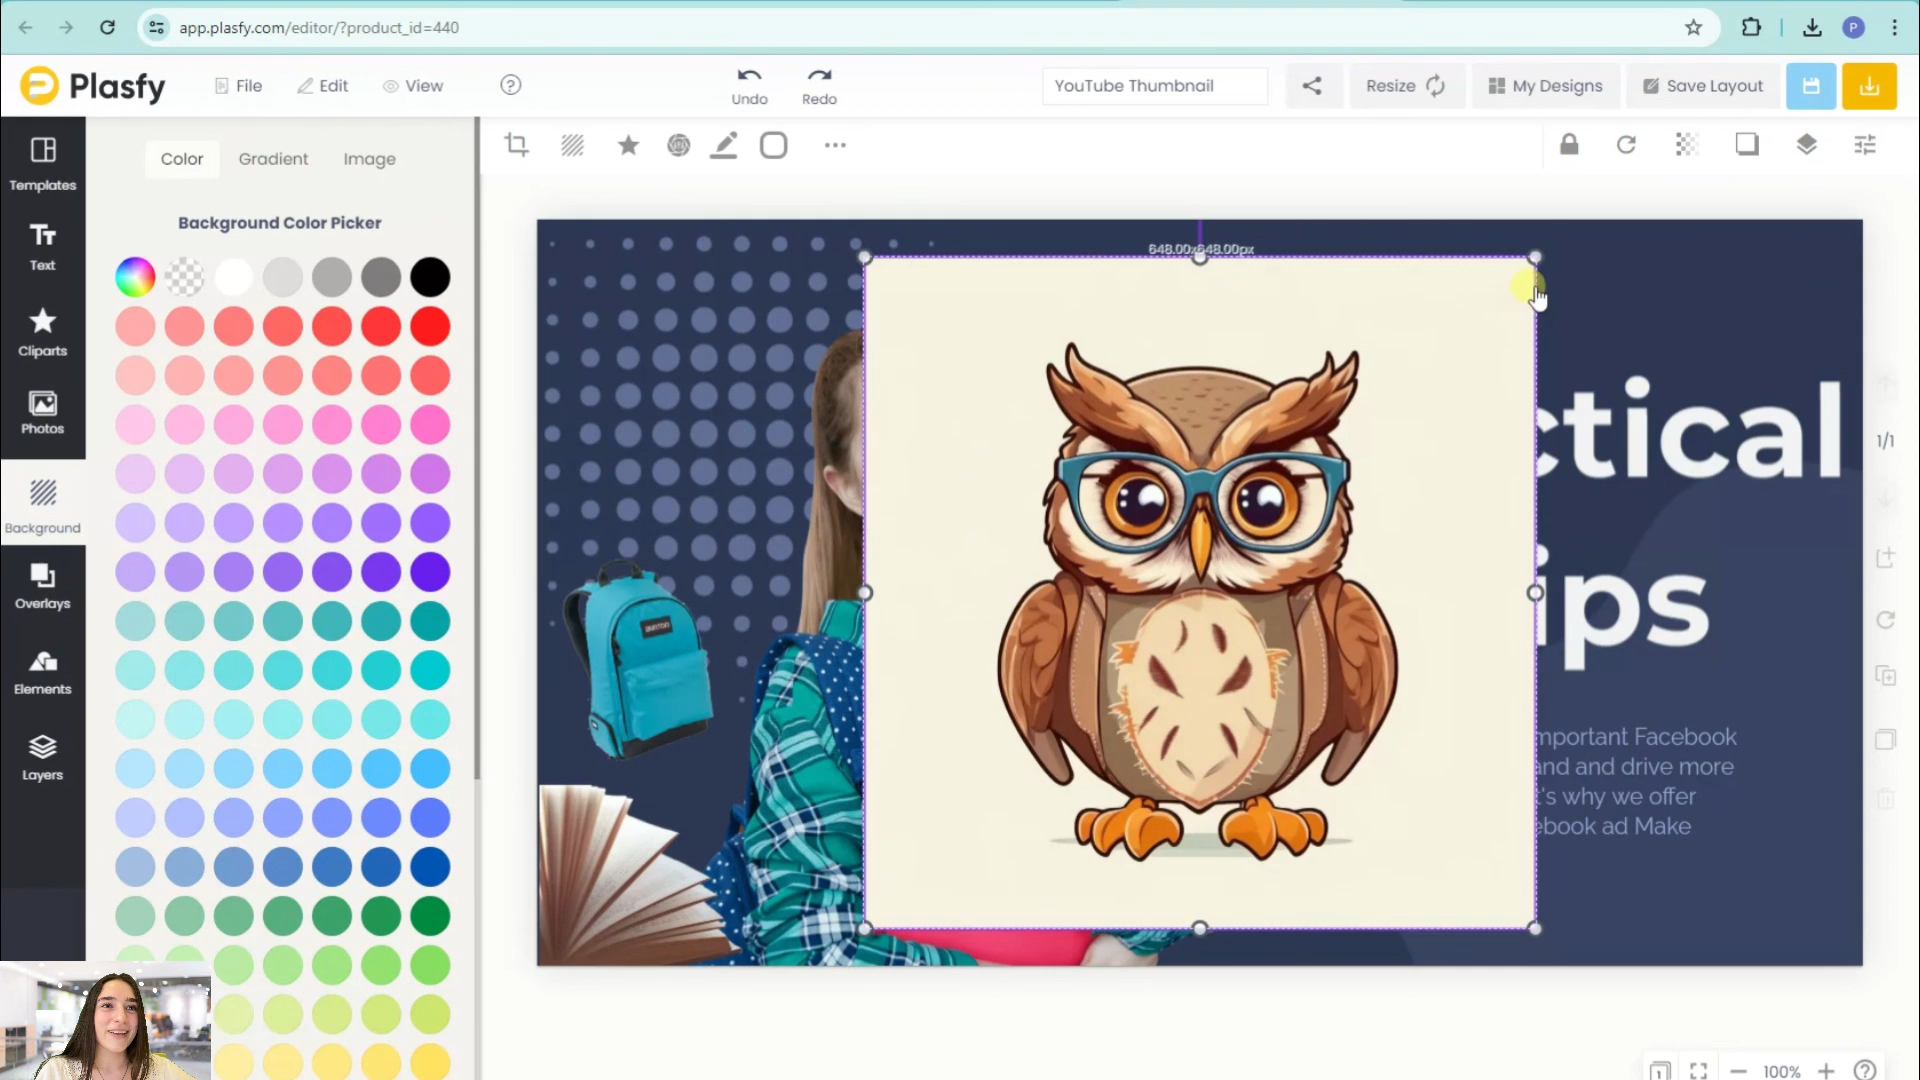 app.plasfy.com/editor/?product_id=440
Plasfy
File
Edit
View
Undo
Redo
YouTube Thumbnail
Resize
My Designs
Save Layout
Templates
Text
Cliparts
Photos
Background
Overlays
Elements
Layers
Color
Gradient
Image
Background Color Picker
648.00x648.00px
ctical
ips
mportant Facebook
and and drive more
t's why we offer
ebook ad Make
BURTON
1/1
P
1
100%